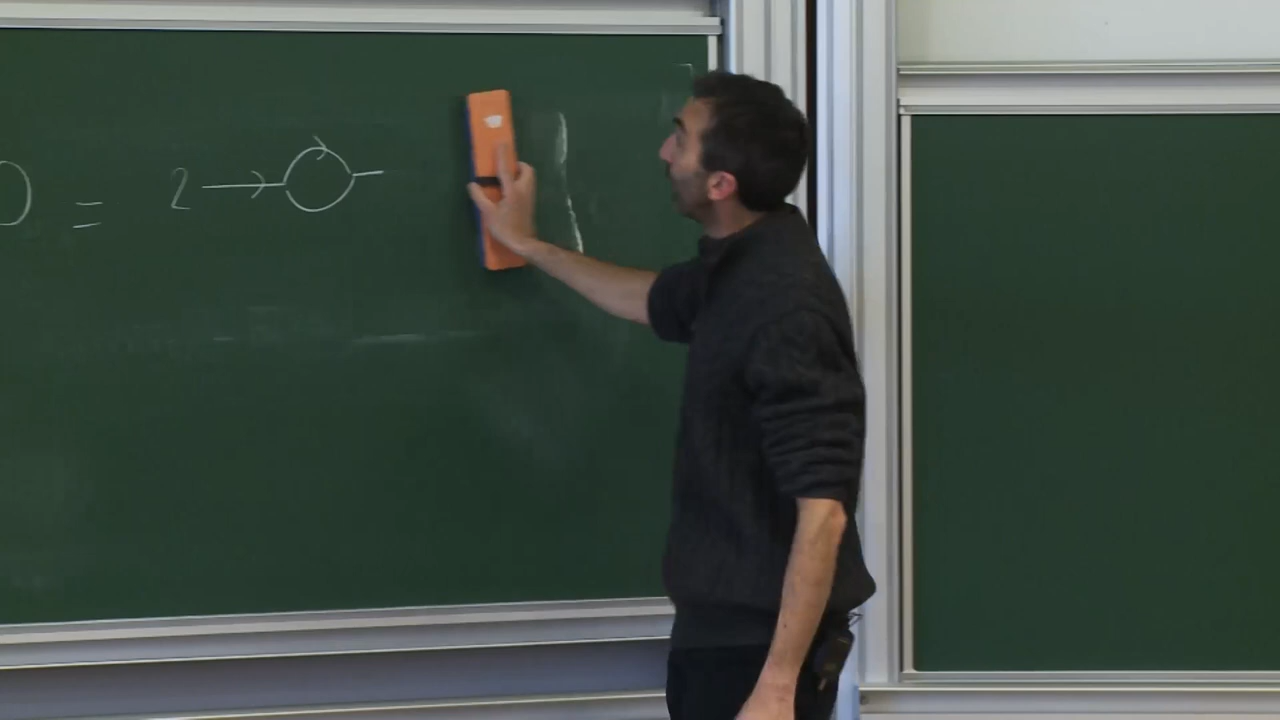 ) = 2